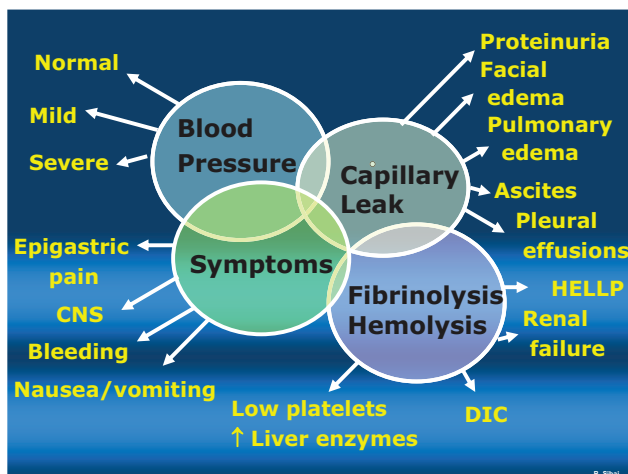 Normal
Mild
Severe
Blood
Pressure
Proteinuria
Facial
edema
Pulmonary
edema
Ascites
Pleural
effusions
Capillary
Leak
Epigastric
pain
CNS
Bleeding
Nausea/vomiting
Symptoms
Fibrinolysis
Hemolysis
HELLP
Renal
failure
DIC
Low platelets
↑ Liver enzymes